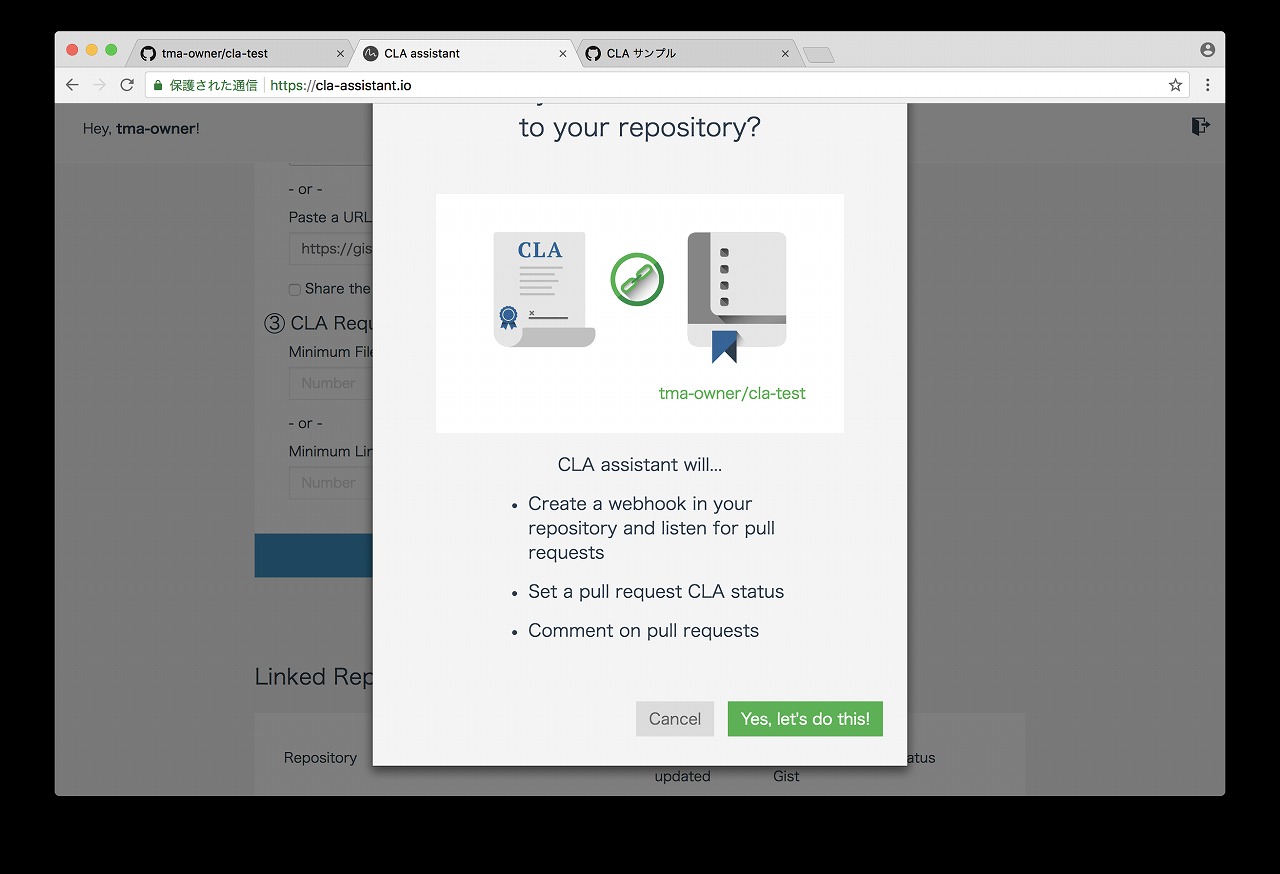 tma-owner/cla-test
CLA assistant
CLA サンプル
保護された通信
https://cla-assistant.io
Hey, tma-owner!
- or -
Paste a URL
https://gis
Share the
③ CLA Requ
Minimum File
Number
- or -
Minimum Lin
Number
Linked Rep
Repository
updated
Gist
atus
to your repository?
CLA
x
tma-owner/cla-test
CLA assistant will...
• Create a webhook in your
repository and listen for pull
requests
• Set a pull request CLA status
• Comment on pull requests
Cancel
Yes, let's do this!